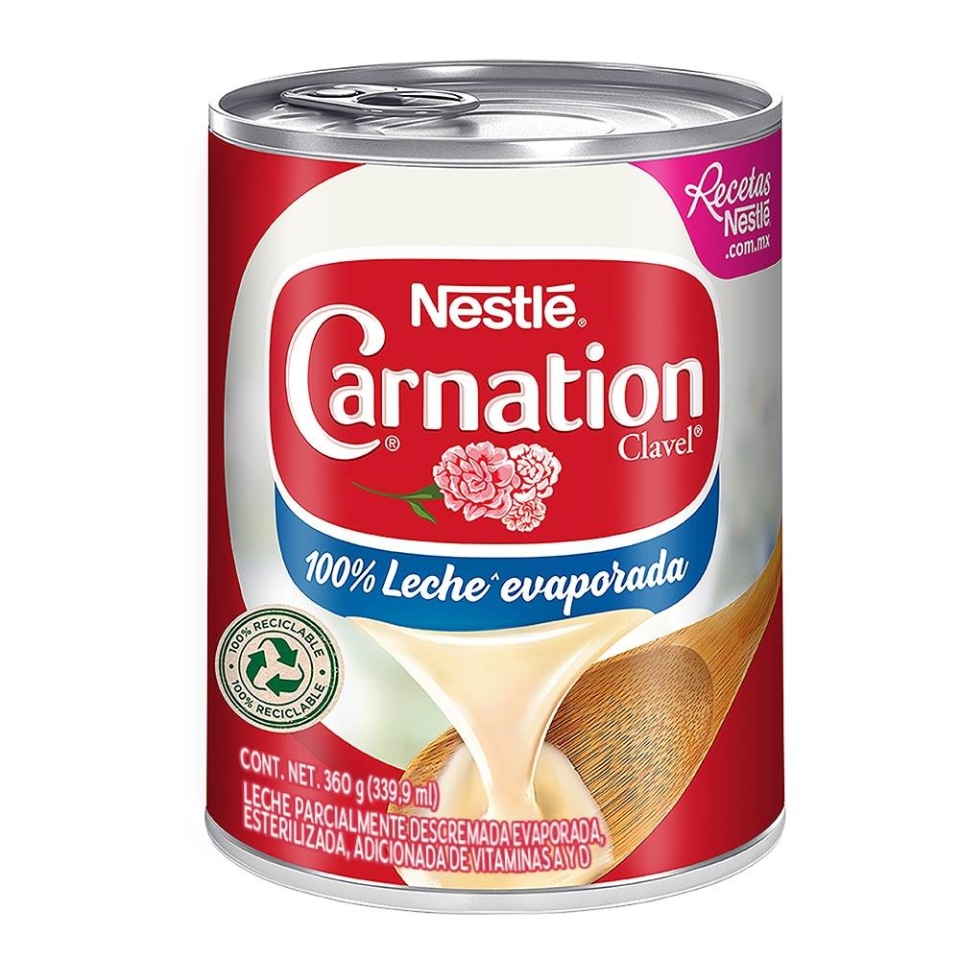 Recetas
Nestlé
.com.mx
Nestlé®
Carnation®
Clavel®
100% Leche^ evaporada
100% RECICLABLE
100% RECICLABLE
CONT. NET. 360 g (339.9 ml)
LECHE PARCIALMENTE DESCREMADA EVAPORADA,
ESTERILIZADA, ADICIONADA DE VITAMINAS A Y D